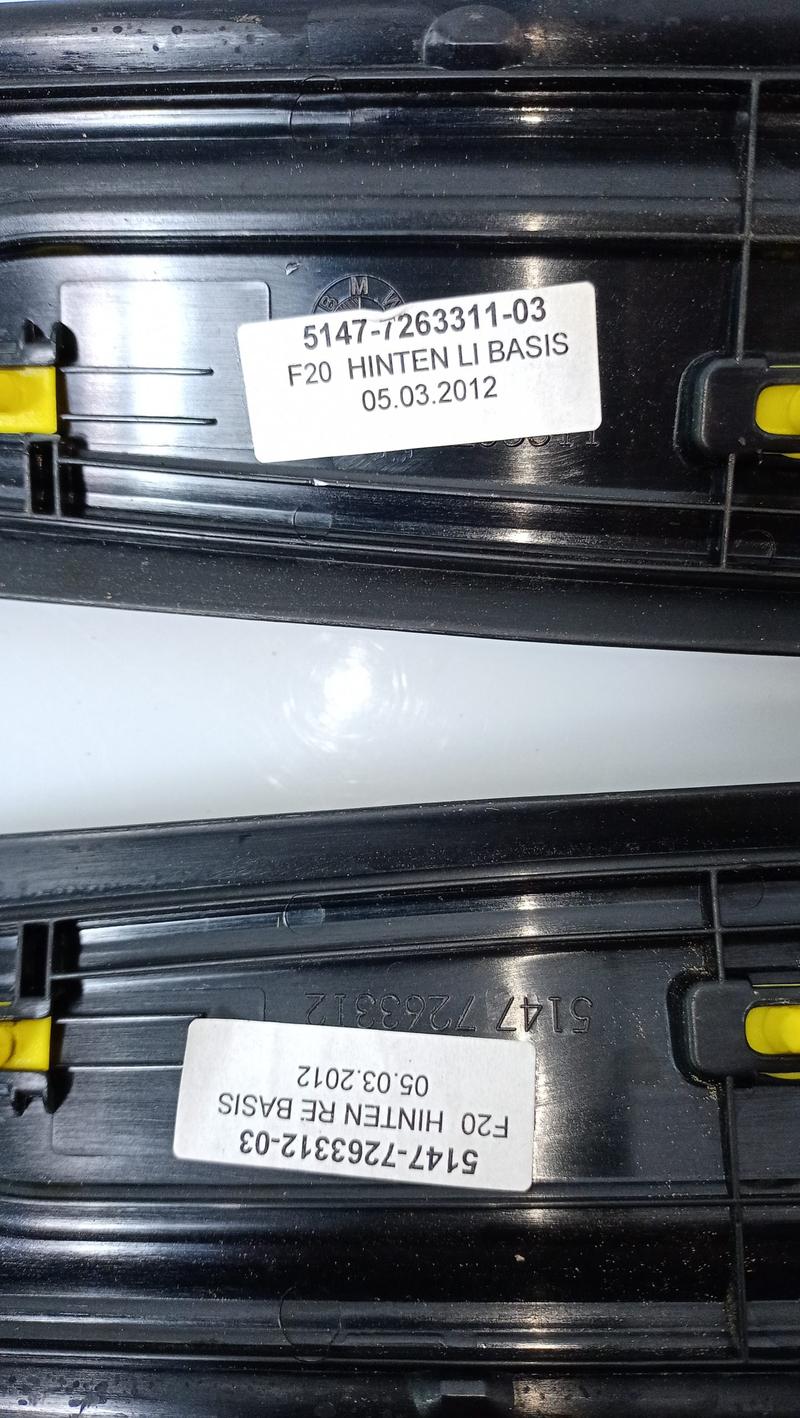 BMW
5147-7263311-03
F20 HINTEN LI BASIS
05.03.2012
5147 7263312
05.03.2012
F20 HINTEN RE BASIS
5147-7263312-03